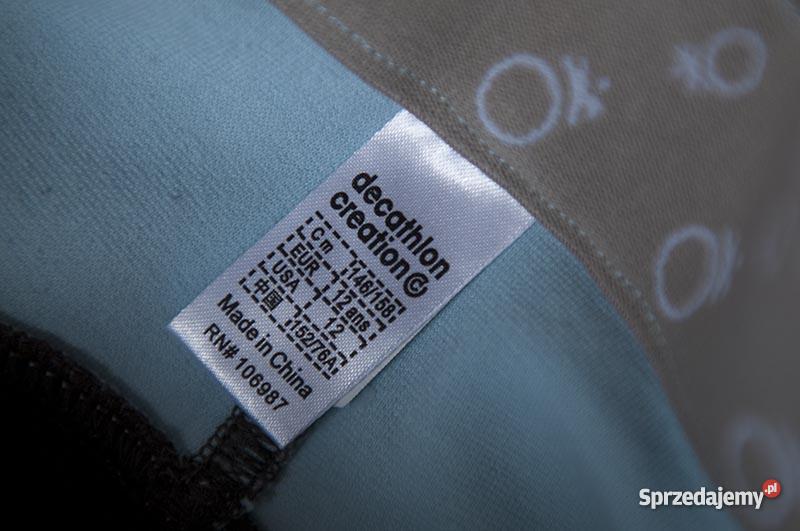 decathlon
creation
Cm 146/158
EUR 12 ans
USA 12
中国 152/76A
Made in China
RN# 106987
Sprzedajemy.pl